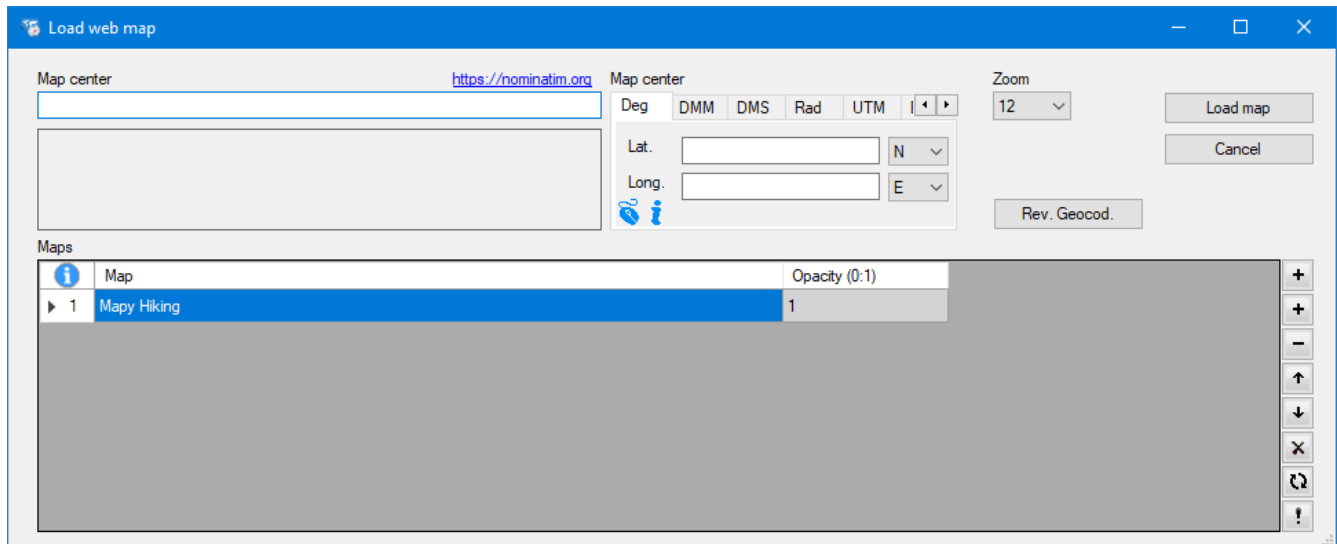 Load web map
Map center https://nominatim.org Map center Zoom
Deg DMM DMS Rad UTM 12 Load map
Lat. N Cancel
Long. E
Rev. Geocod.
Maps
Map Opacity (0:1)
1 Mapy Hiking 1